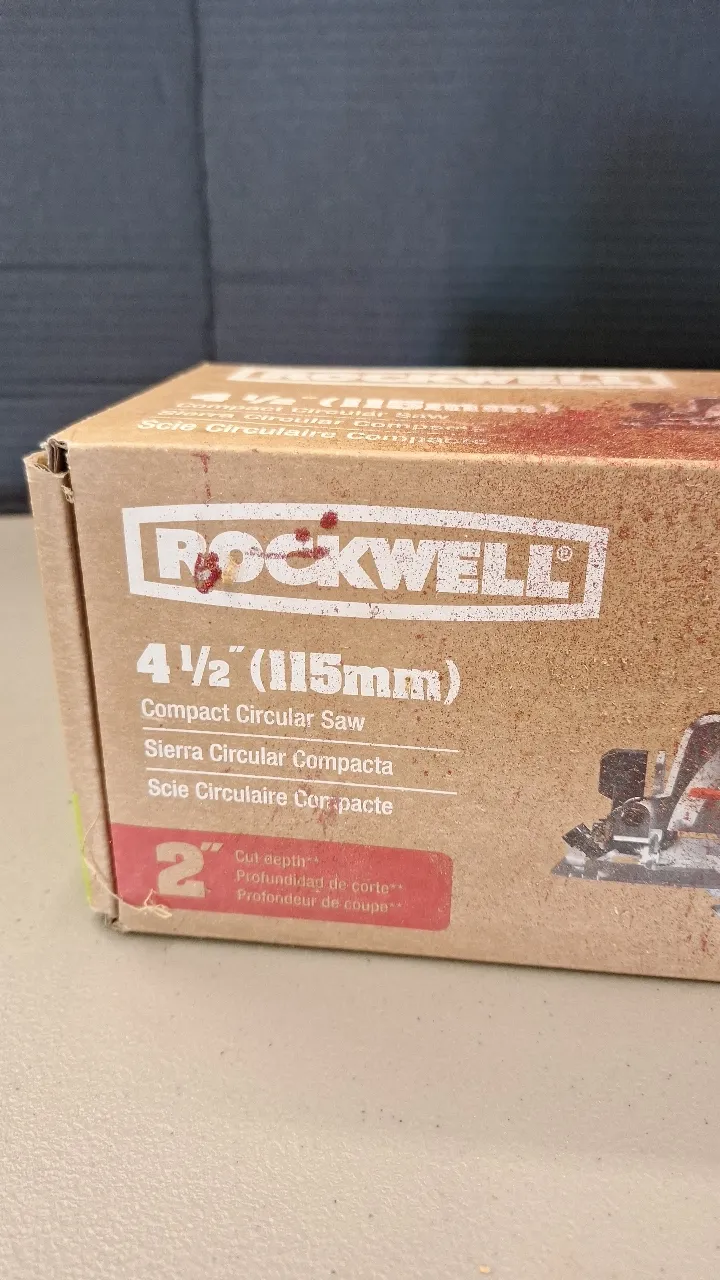 ROCKWELL
4 1/2" (115mm)
Compact Circular Saw
Sierra Circular Compacta
Scie Circulaire Compacte
ROCKWELL®
4 1/2" (115mm)
Compact Circular Saw
Sierra Circular Compacta
Scie Circulaire Compacte
2"
Cut depth**
Profundidad de corte**
Profondeur de coupe**